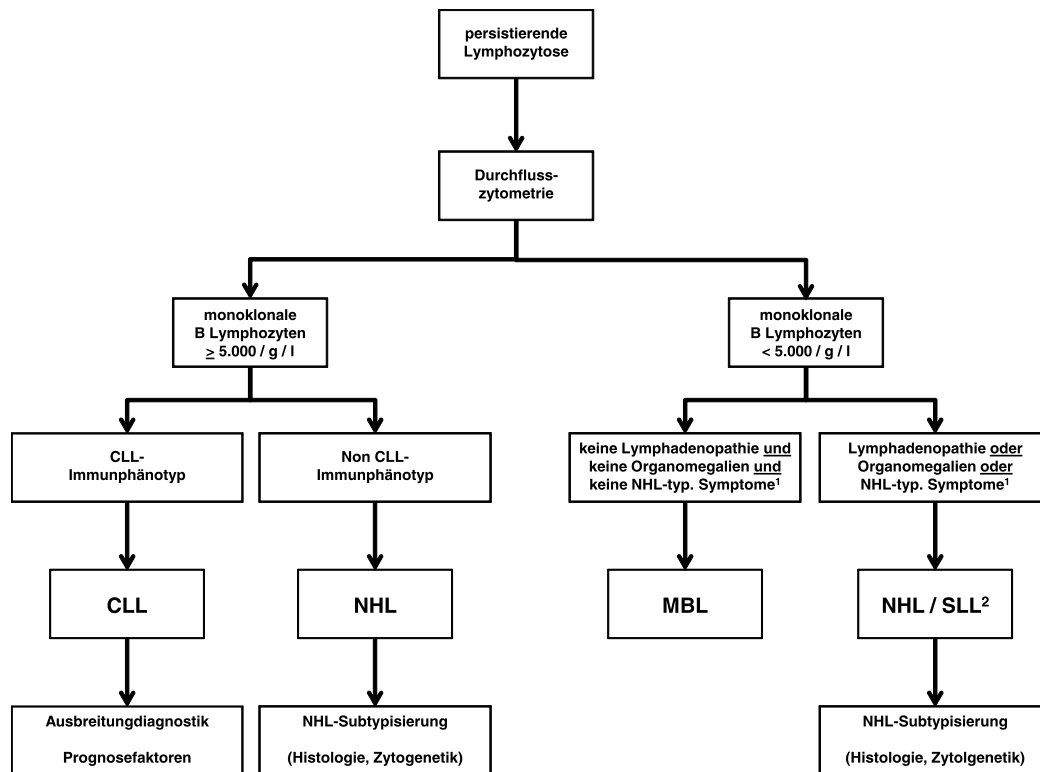 persistierende
Lymphozytose
Durchfluss-
zytometrie
monoklonale
B Lymphozyten
≥ 5.000 / g / l
monoklonale
B Lymphozyten
< 5.000 / g / l
CLL-
Immunphänotyp
Non CLL-
Immunphänotyp
keine Lymphadenopathie und
keine Organomegalien und
keine NHL-typ. Symptome¹
Lymphadenopathie oder
Organomegalien oder
NHL-typ. Symptome¹
CLL
NHL
MBL
NHL / SLL²
Ausbreitungdiagnostik
Prognosefaktoren
NHL-Subtypisierung
(Histologie, Zytogenetik)
NHL-Subtypisierung
(Histologie, Zytolgenetik)